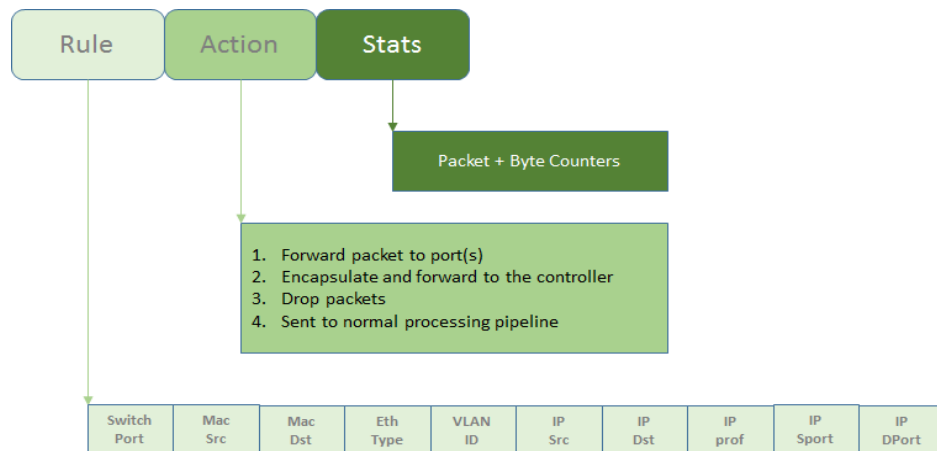 Rule Action Stats
Packet + Byte Counters
1. Forward packet to port(s)
2. Encapsulate and forward to the controller
3. Drop packets
4. Sent to normal processing pipeline
Switch Mac Mac Eth VLAN IP IP IP IP IP
Port Src Dst Type ID Src Dst prof Sport DPort